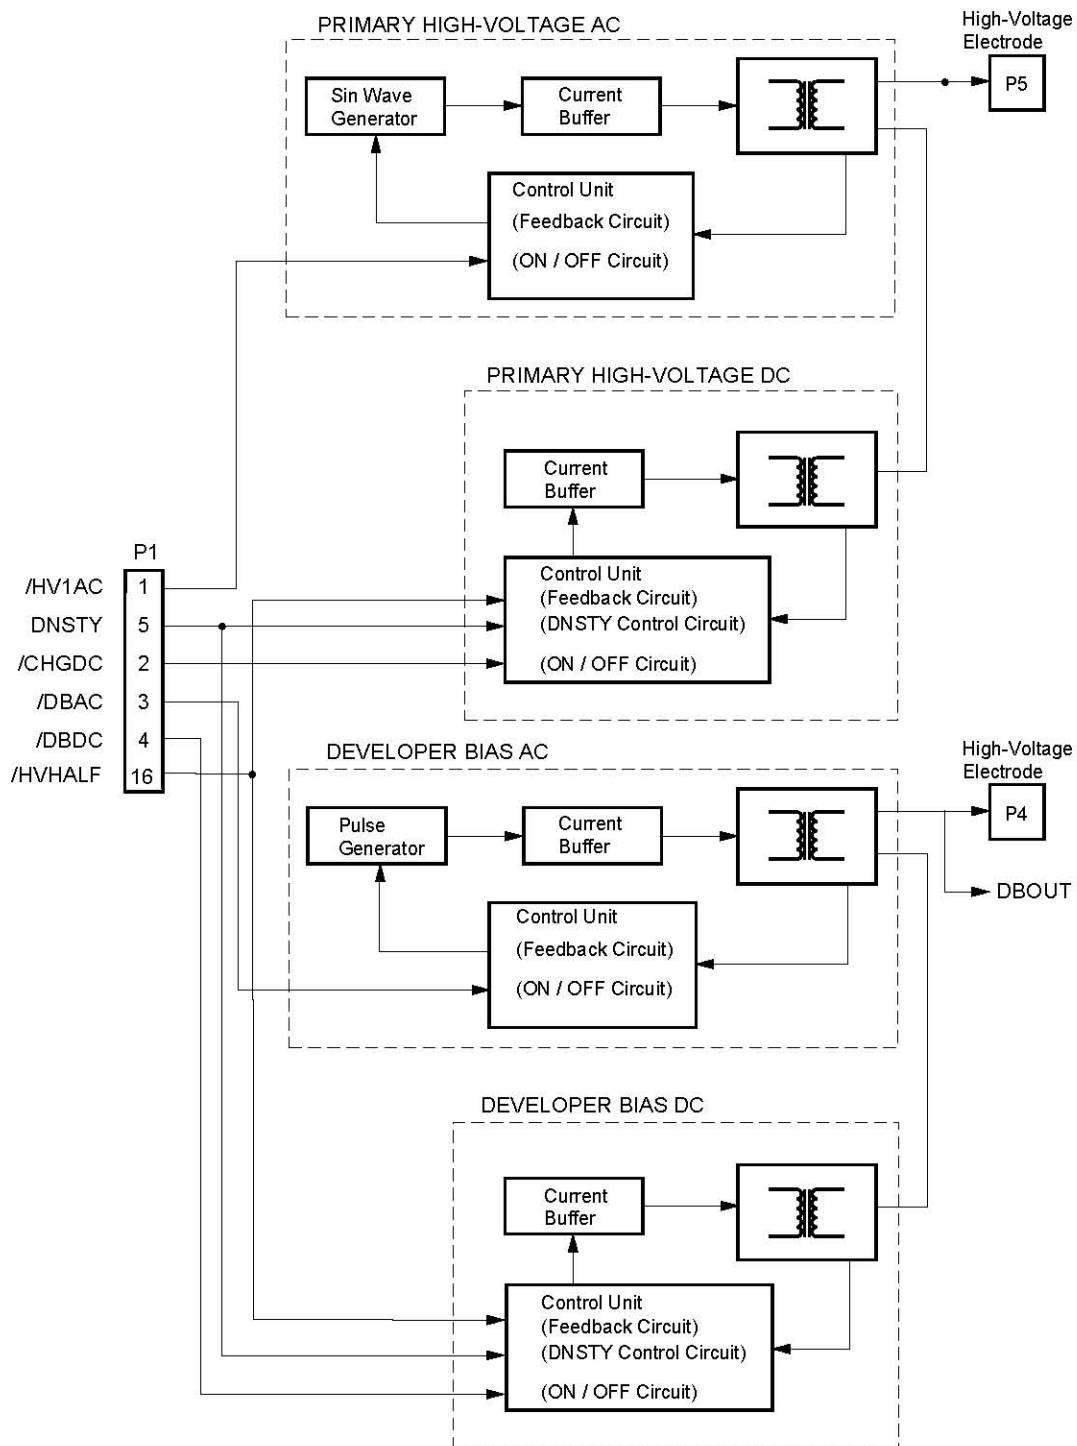 PRIMARY HIGH-VOLTAGE AC
High-Voltage
Electrode
P5
Sin Wave
Generator
Current
Buffer
Control Unit
(Feedback Circuit)
(ON / OFF Circuit)
PRIMARY HIGH-VOLTAGE DC
Current
Buffer
Control Unit
(Feedback Circuit)
(DNSTY Control Circuit)
(ON / OFF Circuit)
P1
/HV1AC 1
DNSTY 5
/CHGDC 2
/DBAC 3
/DBDC 4
/HVHALF 16
DEVELOPER BIAS AC
High-Voltage
Electrode
P4
DBOUT
Pulse
Generator
Current
Buffer
Control Unit
(Feedback Circuit)
(ON / OFF Circuit)
DEVELOPER BIAS DC
Current
Buffer
Control Unit
(Feedback Circuit)
(DNSTY Control Circuit)
(ON / OFF Circuit)